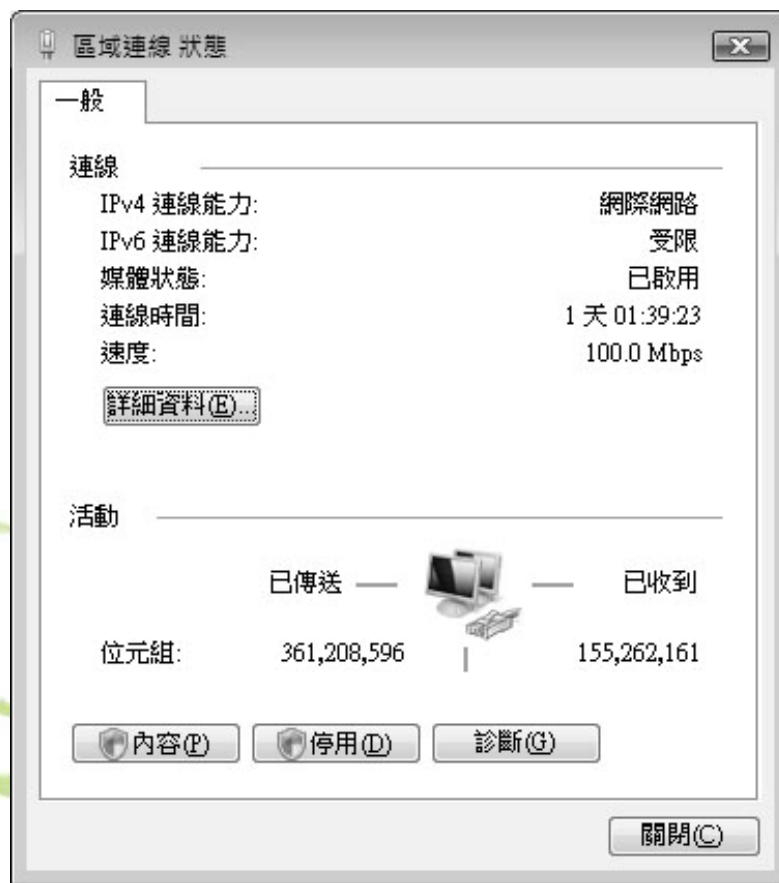 區域連線 狀態
一般
連線
IPv4 連線能力: 網際網路
IPv6 連線能力: 受限
媒體狀態: 已啟用
連線時間: 1 天 01:39:23
速度: 100.0 Mbps
詳細資料(E)...
活動
已傳送 已收到
位元組: 361,208,596 155,262,161
內容(P) 停用(D) 診斷(G)
關閉(C)